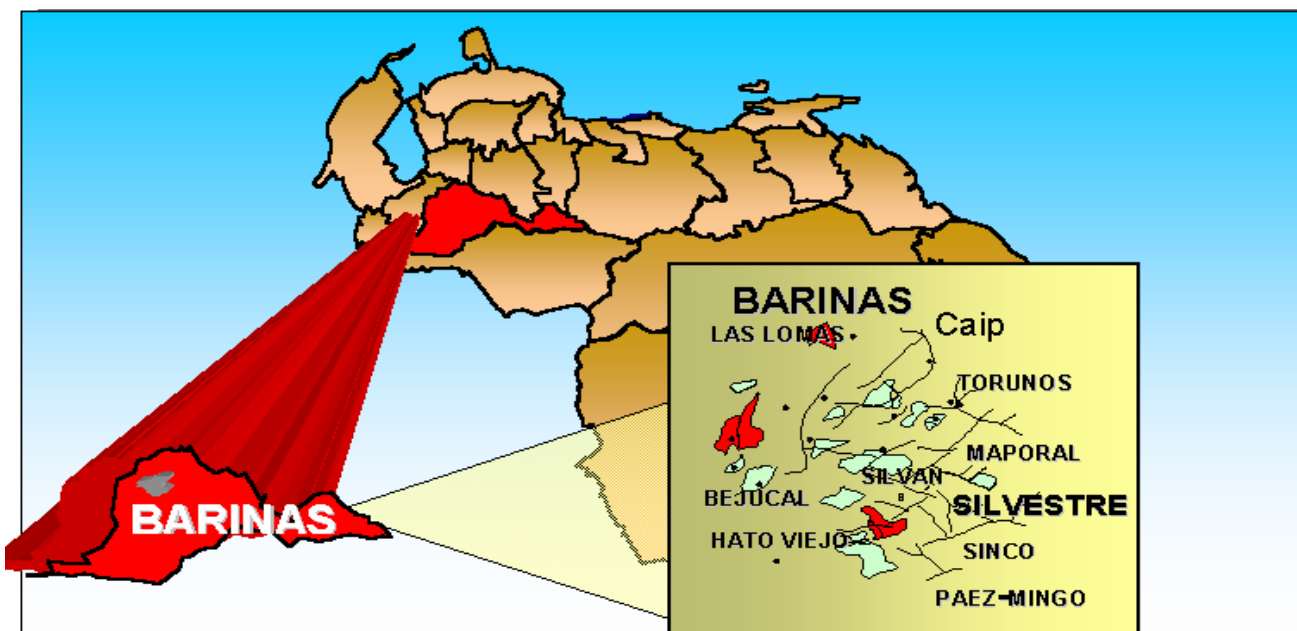 BARINAS
BARINAS
LAS LOMAS
Caip
TORUNOS
MAPORAL
SILVAN
BEJUCAL
SILVESTRE
HATO VIEJO
SINCO
PAEZ-MINGO